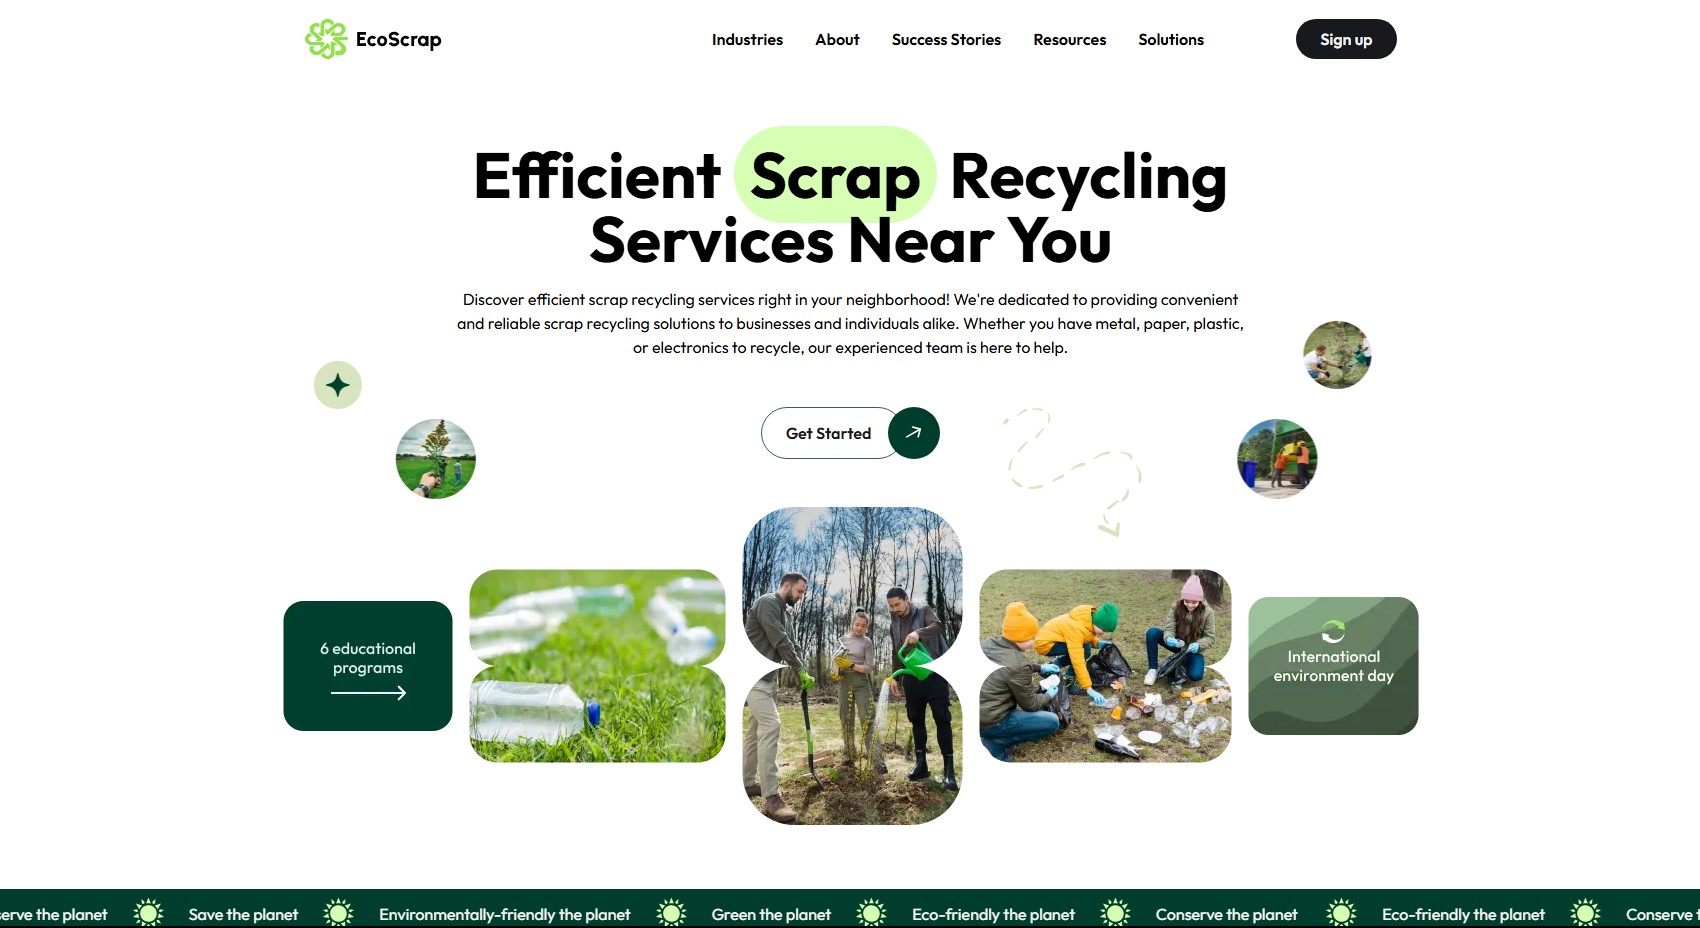 EcoScrap
Industries
About
Success Stories
Resources
Solutions
Sign up
Efficient Scrap Recycling
Services Near You
Discover efficient scrap recycling services right in your neighborhood! We're dedicated to providing convenient
and reliable scrap recycling solutions to businesses and individuals alike. Whether you have metal, paper, plastic,
or electronics to recycle, our experienced team is here to help.
Get Started
6 educational
programs
International
environment day
serve the planet
Save the planet
Environmentally-friendly the planet
Green the planet
Eco-friendly the planet
Conserve the planet
Eco-friendly the planet
Conserve t